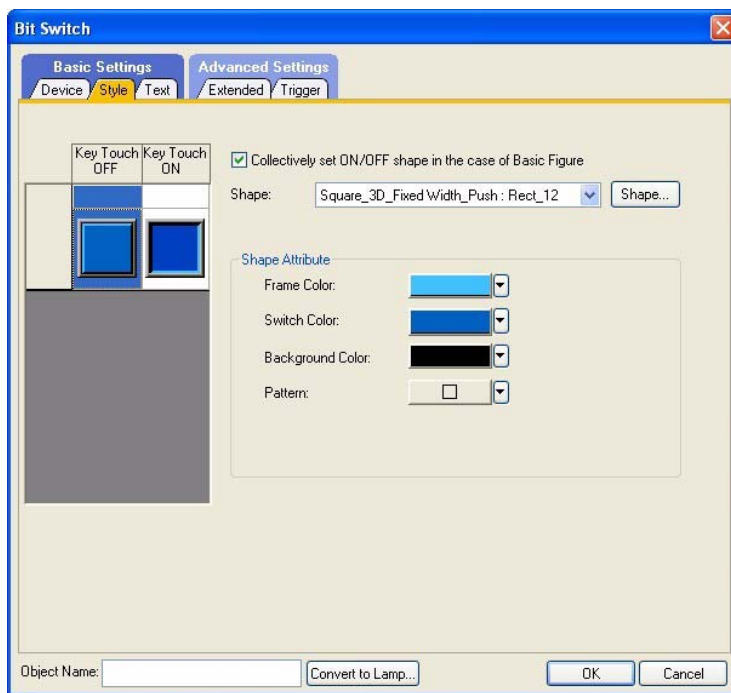 Bit Switch
Basic Settings
Advanced Settings
Device
Style
Text
Extended
Trigger
Key Touch OFF
Key Touch ON
Collectively set ON/OFF shape in the case of Basic Figure
Shape:
Square_3D_Fixed Width_Push : Rect_12
Shape...
Shape Attribute
Frame Color:
Switch Color:
Background Color:
Pattern:
Object Name:
Convert to Lamp...
OK
Cancel